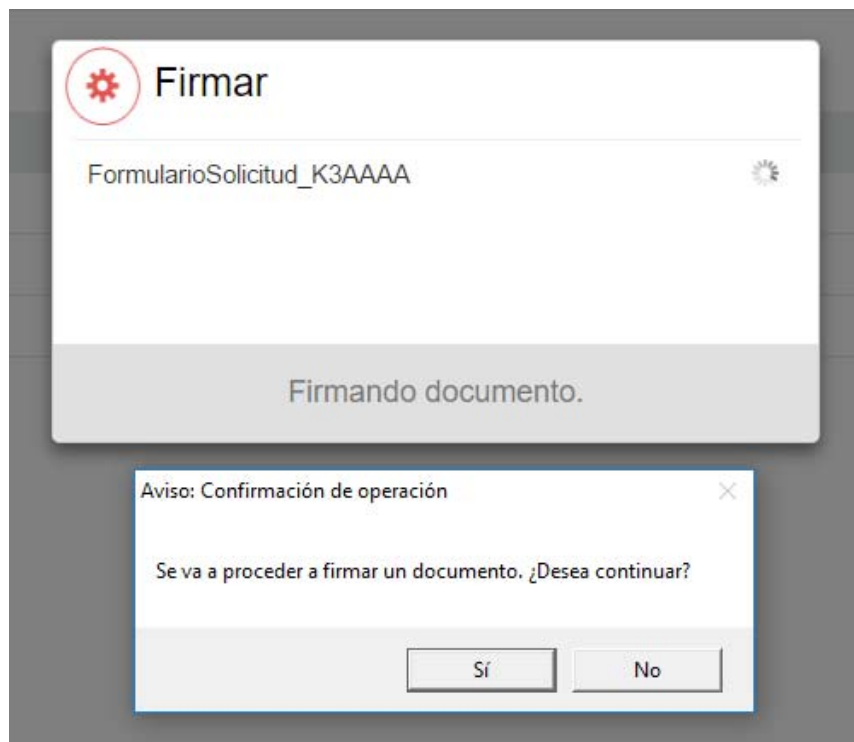 Firmar
FormularioSolicitud_K3AAAA
Firmando documento.
Aviso: Confirmación de operación
Se va a proceder a firmar un documento. ¿Desea continuar?
Sí
No